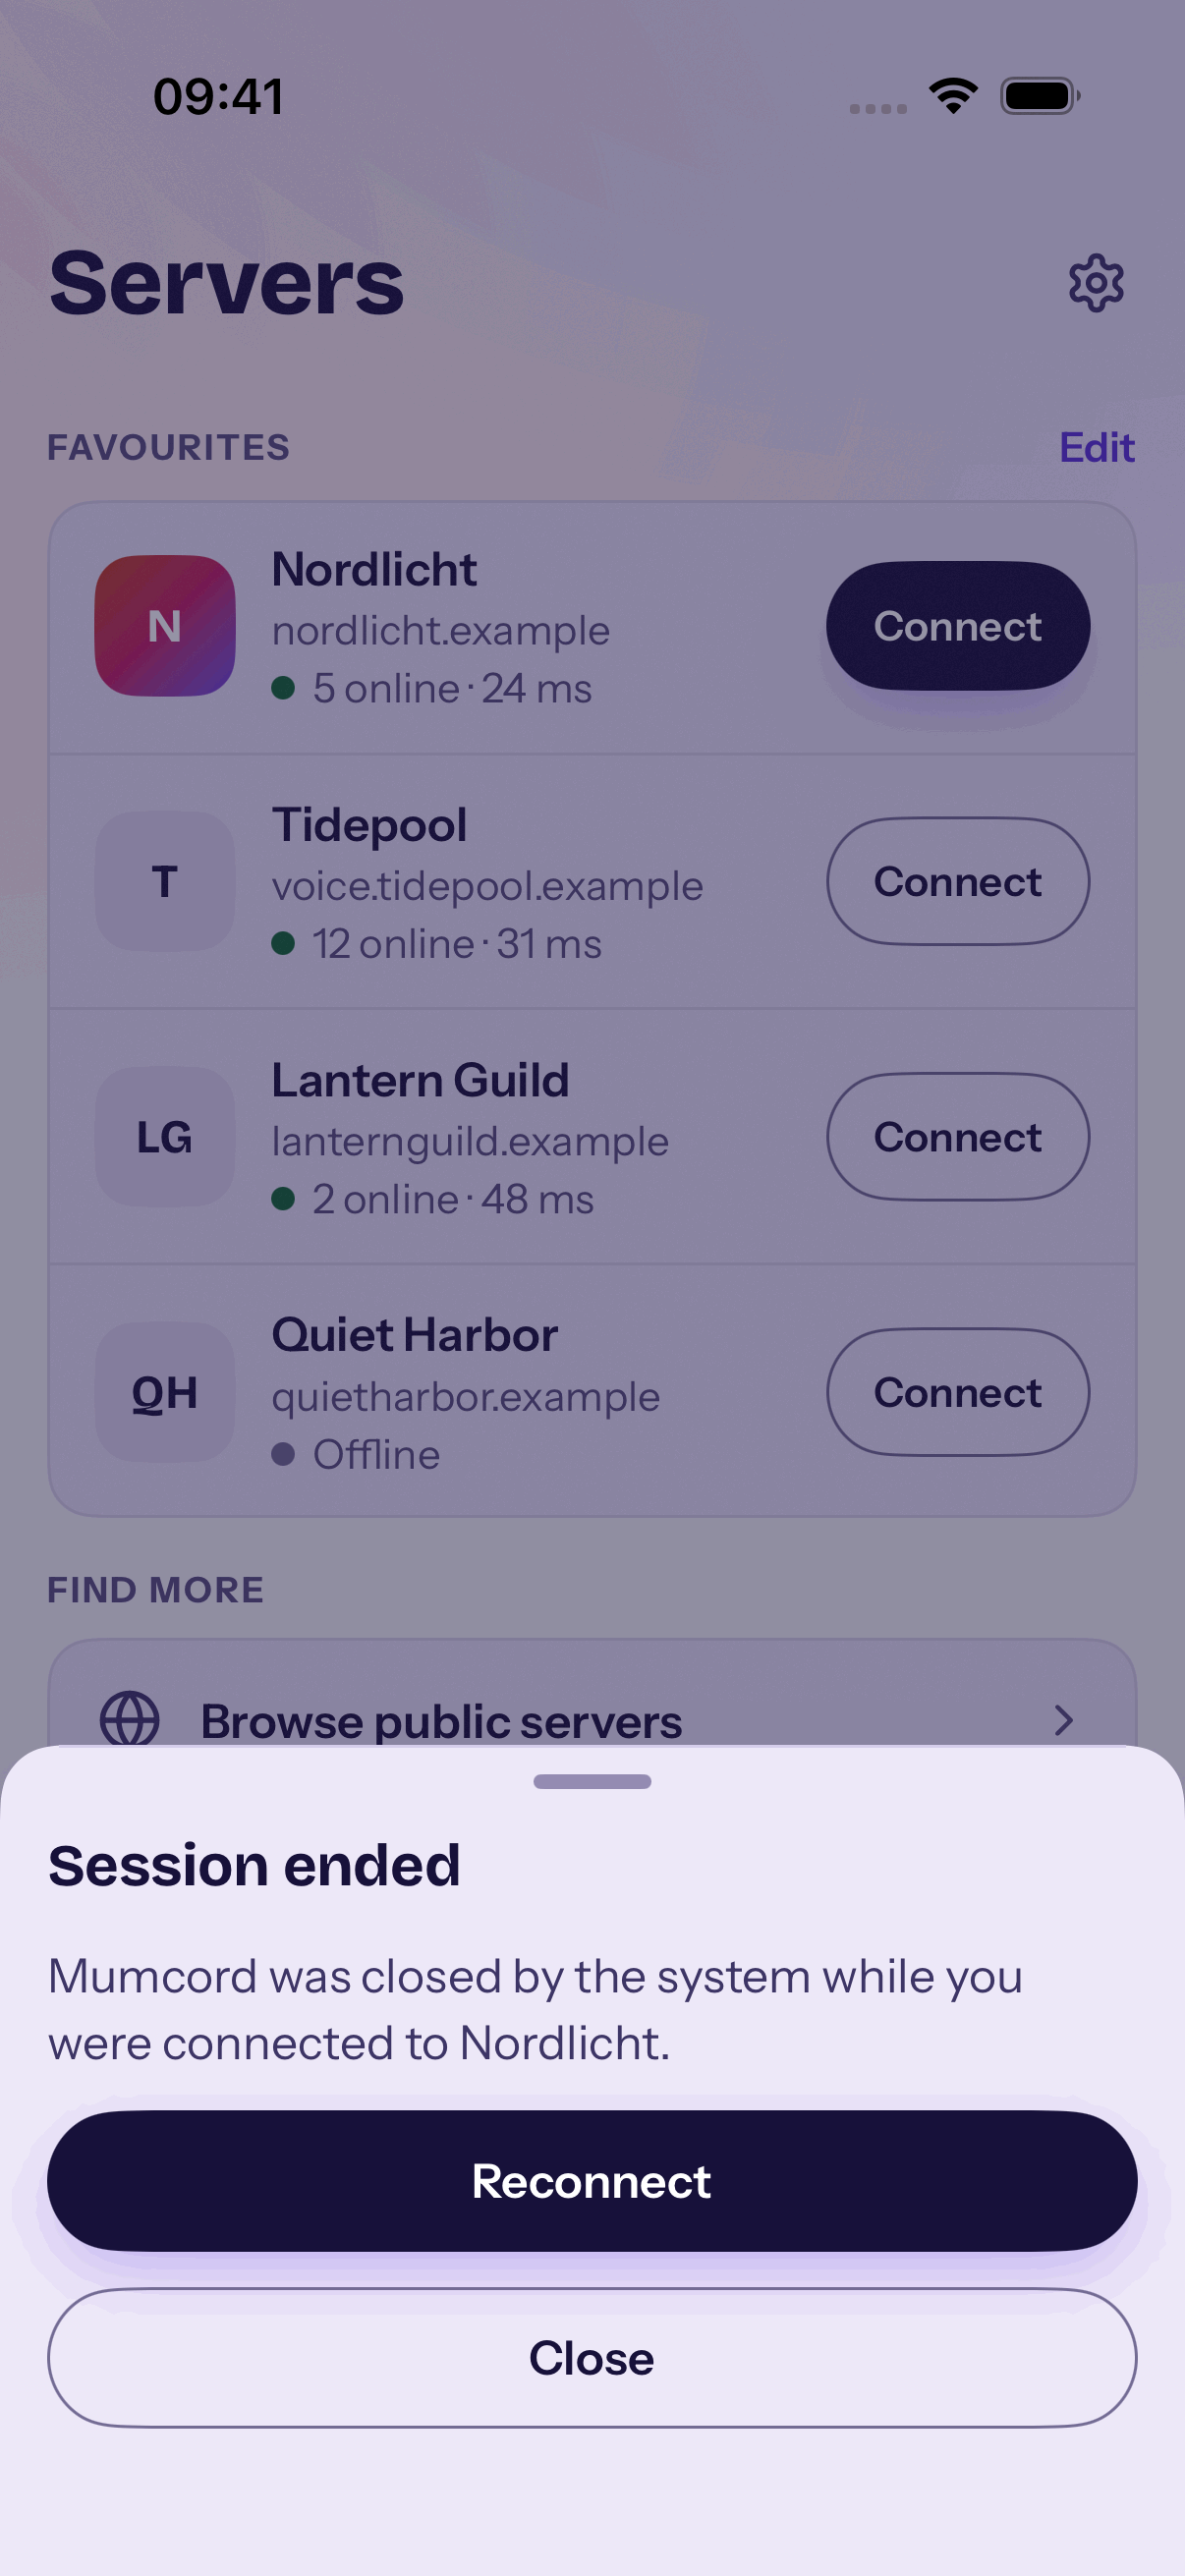 09:41
Servers
FAVOURITES
Edit
N
Nordlicht
nordlicht.example
5 online · 24 ms
Connect
T
Tidepool
voice.tidepool.example
12 online · 31 ms
Connect
LG
Lantern Guild
lanternguild.example
2 online · 48 ms
Connect
QH
Quiet Harbor
quietharbor.example
Offline
Connect
FIND MORE
Browse public servers
Session ended
Mumcord was closed by the system while you
were connected to Nordlicht.
Reconnect
Close